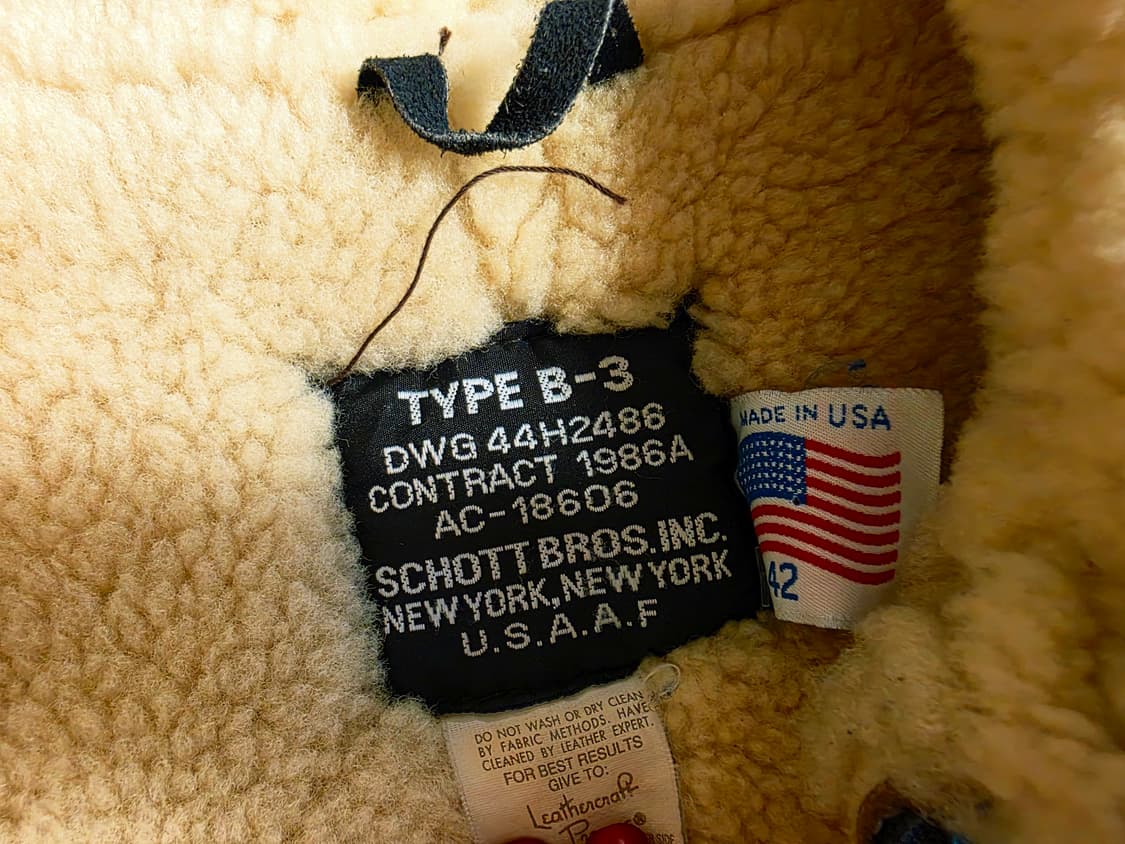 TYPE B-3
DWG 44H2488
CONTRACT 1986A
AC-18606
SCHOTT BROS. INC.
NEW YORK, NEW YORK
U.S.A.A.F
MADE IN USA
42
DO NOT WASH OR DRY CLEAN
BY FABRIC METHODS. HAVE
CLEANED BY LEATHER EXPERT.
FOR BEST RESULTS
GIVE TO:
Leathercraft